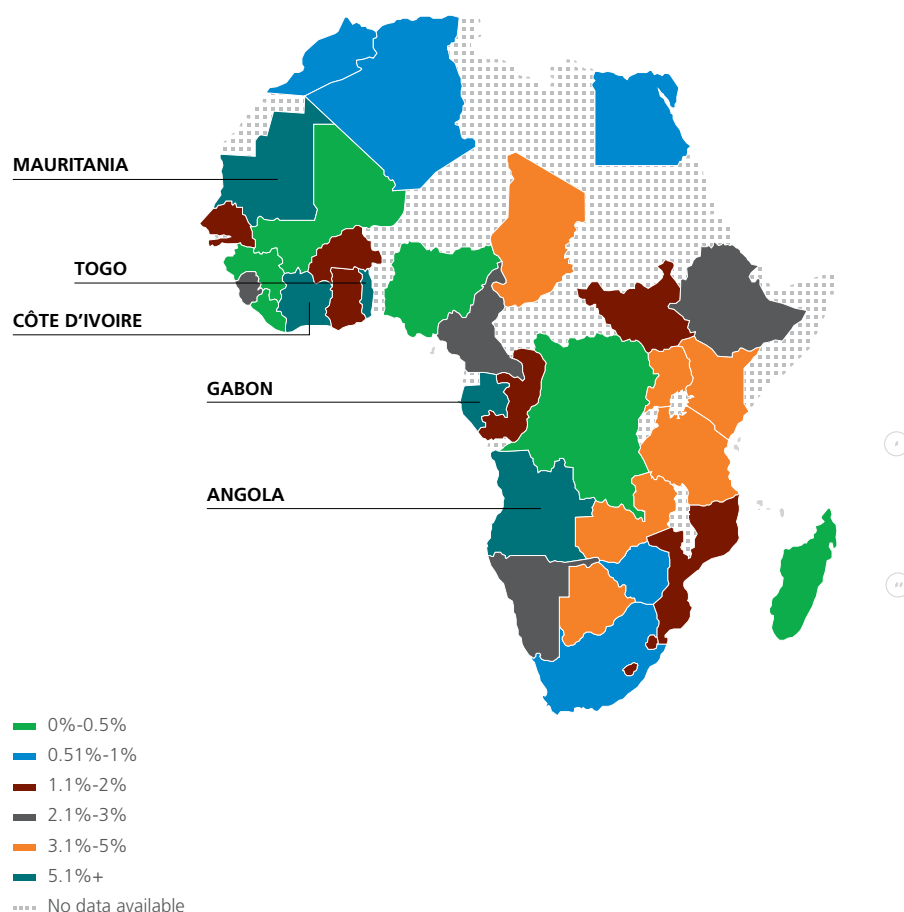 MAURITANIA
TOGO
CÔTE D'IVOIRE
GABON
ANGOLA
0%-0.5%
0.51%-1%
1.1%-2%
2.1%-3%
3.1%-5%
5.1%+
No data available